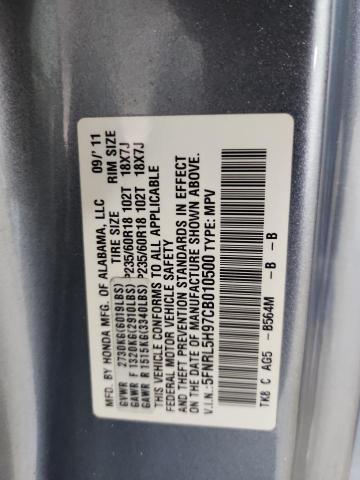 MFD. BY HONDA MFG. OF ALABAMA, LLC 09/'11
TIRE SIZE RIM SIZE
GVWR 2730KG(6019LBS)
GAWR F 1320KG(2910LBS) P235/60R18 102T 18X7J
GAWR R 1515KG(3340LBS) P235/60R18 102T 18X7J
THIS VEHICLE CONFORMS TO ALL APPLICABLE
FEDERAL MOTOR VEHICLE SAFETY
AND THEFT PREVENTION STANDARDS IN EFFECT
ON THE DATE OF MANUFACTURE SHOWN ABOVE.
V.I.N.:5FNRL5H97CB010500 TYPE: MPV
TK8 C AG5 -B564M -B -B